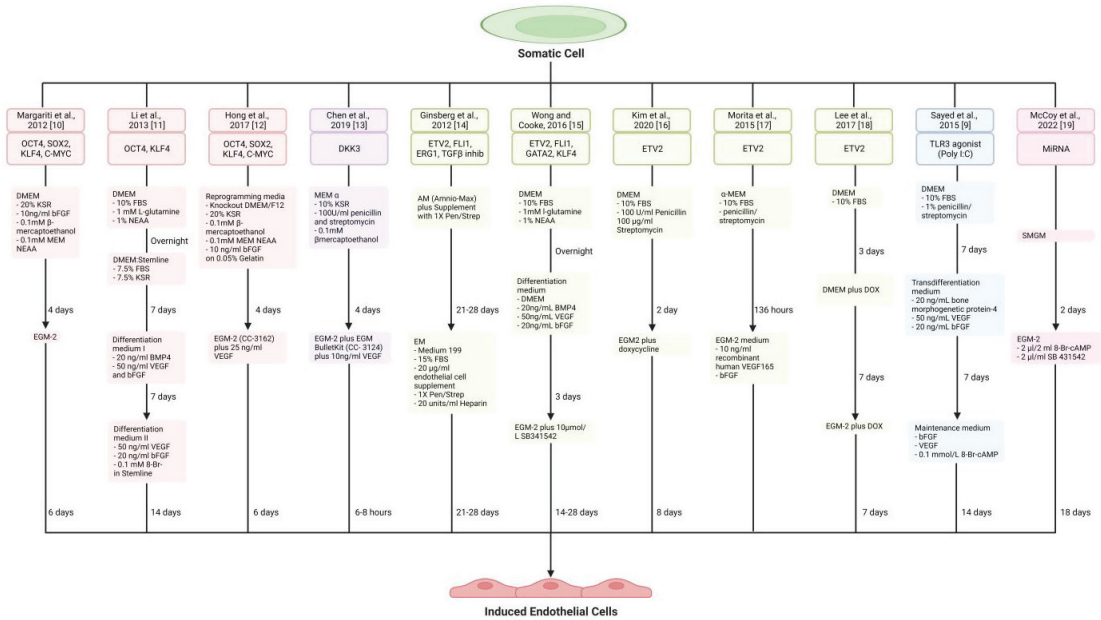 Somatic Cell
Margariti et al.,
2012 [10]
OCT4, SOX2,
KLF4, C-MYC
DMEM
- 20% KSR
- 10ng/ml bFGF
- 0.1mM β-
mercaptoethanol
- 0.1mM MEM
NEAA
4 days
EGM-2
6 days
Li et al.,
2013 [11]
OCT4, KLF4
DMEM
- 10% FBS
- 1 mM L-glutamine
- 1% NEAA
Overnight
DMEM:Stemline
- 7.5% FBS
- 7.5% KSR
7 days
Differentiation
medium I
- 20 ng/ml BMP4
- 50 ng/ml VEGF
and bFGF
7 days
Differentiation
medium II
- 50 ng/ml VEGF
- 20 ng/ml bFGF
- 0.1 mM 8-Br-
in Stemline
14 days
Hong et al.,
2017 [12]
OCT4, SOX2,
KLF4, C-MYC
Reprogramming media
- Knockout DMEM/F12
- 20% KSR
- 0.1mM β-
mercaptoethanol
- 0.1mM MEM NEAA
- 10 ng/ml bFGF
on 0.05% Gelatin
4 days
EGM-2 (CC-3162)
plus 25 ng/ml
VEGF
6 days
Chen et al.,
2019 [13]
DKK3
MEM α
- 10% KSR
- 100U/ml penicillin
and streptomycin
- 0.1mM
βmercaptoethanol
4 days
EGM-2 plus EGM
BulletKit (CC- 3124)
plus 10ng/ml VEGF
6-8 hours
Ginsberg et al.,
2012 [14]
ETV2, FLI1,
ERG1, TGFβ inhib
AM (Amnio-Max)
plus Supplement
with 1X Pen/Strep
21-28 days
EM
- Medium 199
- 15% FBS
- 20 µg/ml
endothelial cell
supplement
- 1X Pen/Strep
- 20 units/ml Heparin
21-28 days
Wong and
Cooke, 2016 [15]
ETV2, FLI1,
GATA2, KLF4
DMEM
- 10% FBS
- 1mM l-glutamine
- 1% NEAA
Overnight
Differentiation
medium
- DMEM
- 20ng/mL BMP4
- 50ng/mL VEGF
- 20ng/mL bFGF
3 days
EGM-2 plus 10µmol/
L SB341542
14-28 days
Kim et al.,
2020 [16]
ETV2
DMEM
- 10% FBS
- 100 U/ml Penicillin
100 µg/ml
Streptomycin
2 day
EGM2 plus
doxycycline
8 days
Morita et al.,
2015 [17]
ETV2
α-MEM
- 10% FBS
- penicillin/
streptomycin
136 hours
EGM-2 medium
- 10 ng/ml
recombinant
human VEGF165
- bFGF
Lee et al.,
2017 [18]
ETV2
DMEM
- 10% FBS
3 days
DMEM plus DOX
7 days
EGM-2 plus DOX
7 days
Sayed et al.,
2015 [9]
TLR3 agonist
(Poly I:C)
DMEM
- 10% FBS
- 1% penicillin/
streptomycin
7 days
Transdifferentiation
medium
- 20 ng/mL bone
morphogenetic protein-4
- 50 ng/mL VEGF
- 20 ng/mL bFGF
7 days
Maintenance medium
- bFGF
- VEGF
- 0.1 mmol/L 8-Br-cAMP
14 days
McCoy et al.,
2022 [19]
MiRNA
SMGM
2 days
EGM-2
- 2 µl/2 ml 8-Br-cAMP
- 2 µl/ml SB 431542
18 days
Induced Endothelial Cells